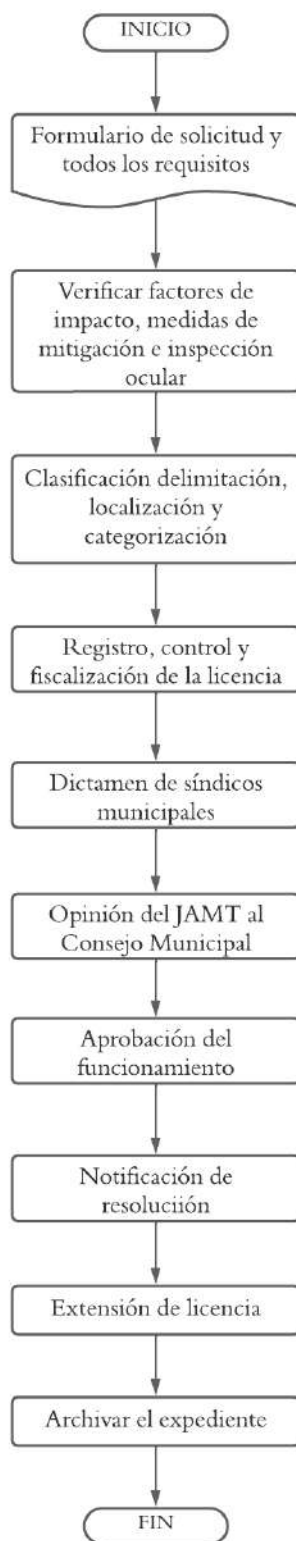 INICIO
Formulario de solicitud y
todos los requisitos
Verificar factores de
impacto, medidas de
mitigación e inspección
ocular
Clasificación delimitación,
localización y
categorización
Registro, control y
fiscalización de la licencia
Dictamen de síndicos
municipales
Opinión del JAMT al
Consejo Municipal
Aprobación del
funcionamiento
Notificación de
resoluciión
Extensión de licencia
Archivar el expediente
FIN